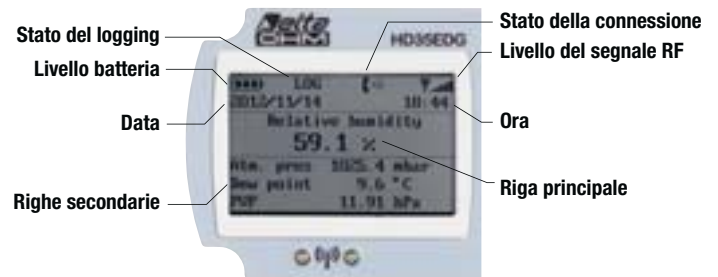 Stato della connessione
Delta OHM
HD35EDG
Stato del logging
Livello del segnale RF
Livello batteria
LOG
2012/11/14 10:44
Data
Ora
Relative humidity
59.1 %
Riga principale
Atm. pres 1025.4 mbar
Dew point 9.6 °C
Righe secondarie
PVP 11.91 hPa